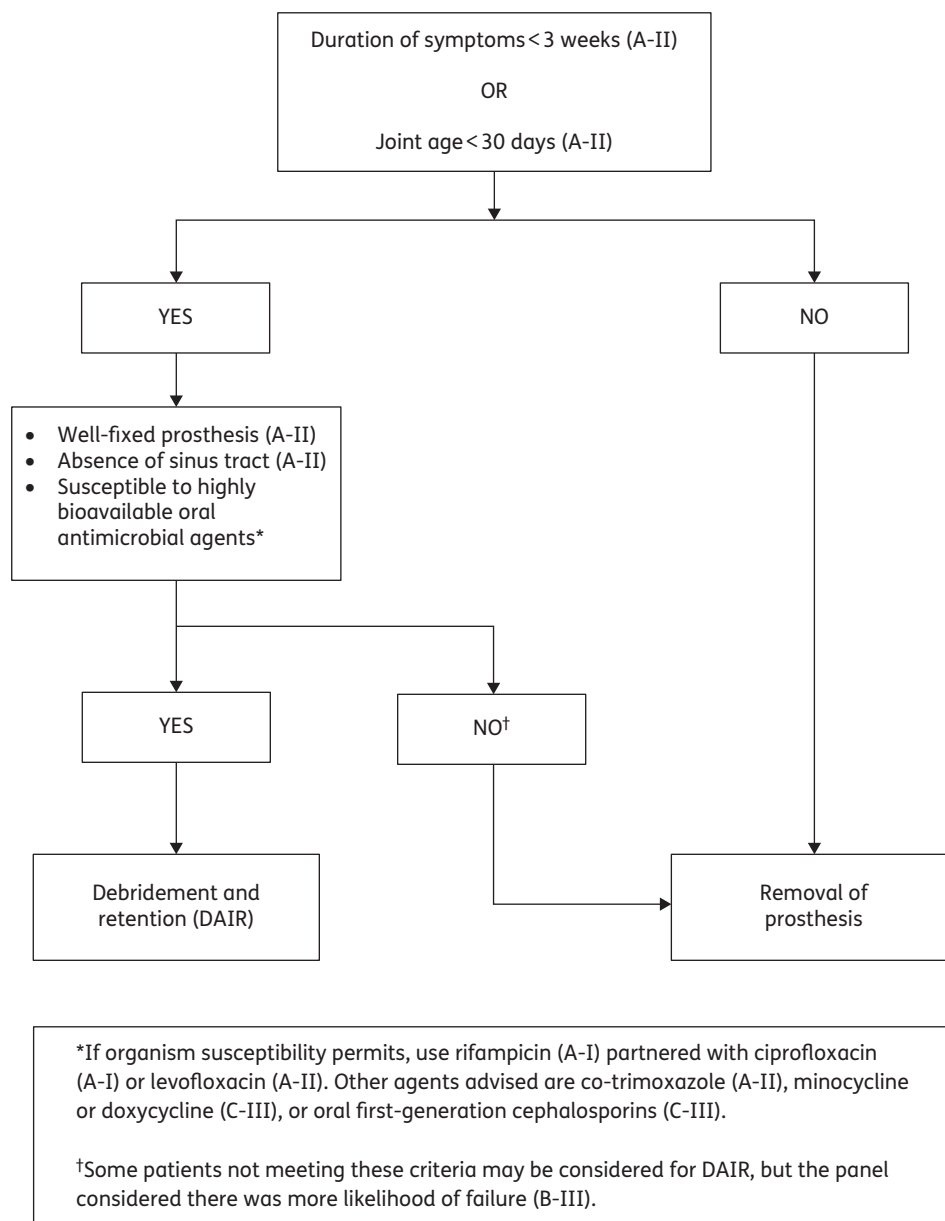 Duration of symptoms < 3 weeks (A-II)
OR
Joint age < 30 days (A-II)
YES
NO
• Well-fixed prosthesis (A-II)
• Absence of sinus tract (A-II)
• Susceptible to highly
bioavailable oral
antimicrobial agents*
YES
NO†
Debridement and
retention (DAIR)
Removal of
prosthesis
*If organism susceptibility permits, use rifampicin (A-I) partnered with ciprofloxacin
(A-I) or levofloxacin (A-II). Other agents advised are co-trimoxazole (A-II), minocycline
or doxycycline (C-III), or oral first-generation cephalosporins (C-III).
†Some patients not meeting these criteria may be considered for DAIR, but the panel
considered there was more likelihood of failure (B-III).